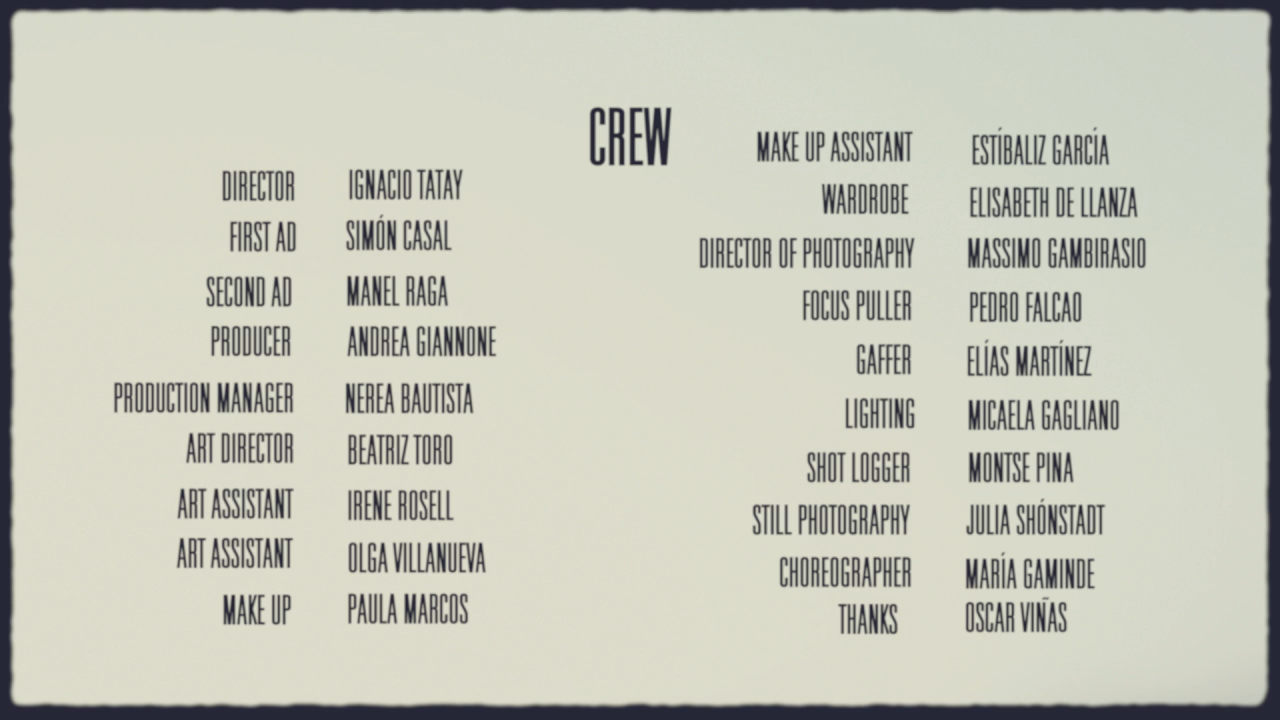 CREW
DIRECTOR IGNACIO TATAY
FIRST AD SIMÓN CASAL
SECOND AD MANEL RAGA
PRODUCER ANDREA GIANNONE
PRODUCTION MANAGER NEREA BAUTISTA
ART DIRECTOR BEATRIZ TORO
ART ASSISTANT IRENE ROSELL
ART ASSISTANT OLGA VILLANUEVA
MAKE UP PAULA MARCOS
MAKE UP ASSISTANT ESTÍBALIZ GARCÍA
WARDROBE ELISABETH DE LLANZA
DIRECTOR OF PHOTOGRAPHY MASSIMO GAMBIRASIO
FOCUS PULLER PEDRO FALCAO
GAFFER ELÍAS MARTÍNEZ
LIGHTING MICAELA GAGLIANO
SHOT LOGGER MONTSE PINA
STILL PHOTOGRAPHY JULIA SHÓNSTADT
CHOREOGRAPHER MARÍA GAMINDE
THANKS OSCAR VIÑAS